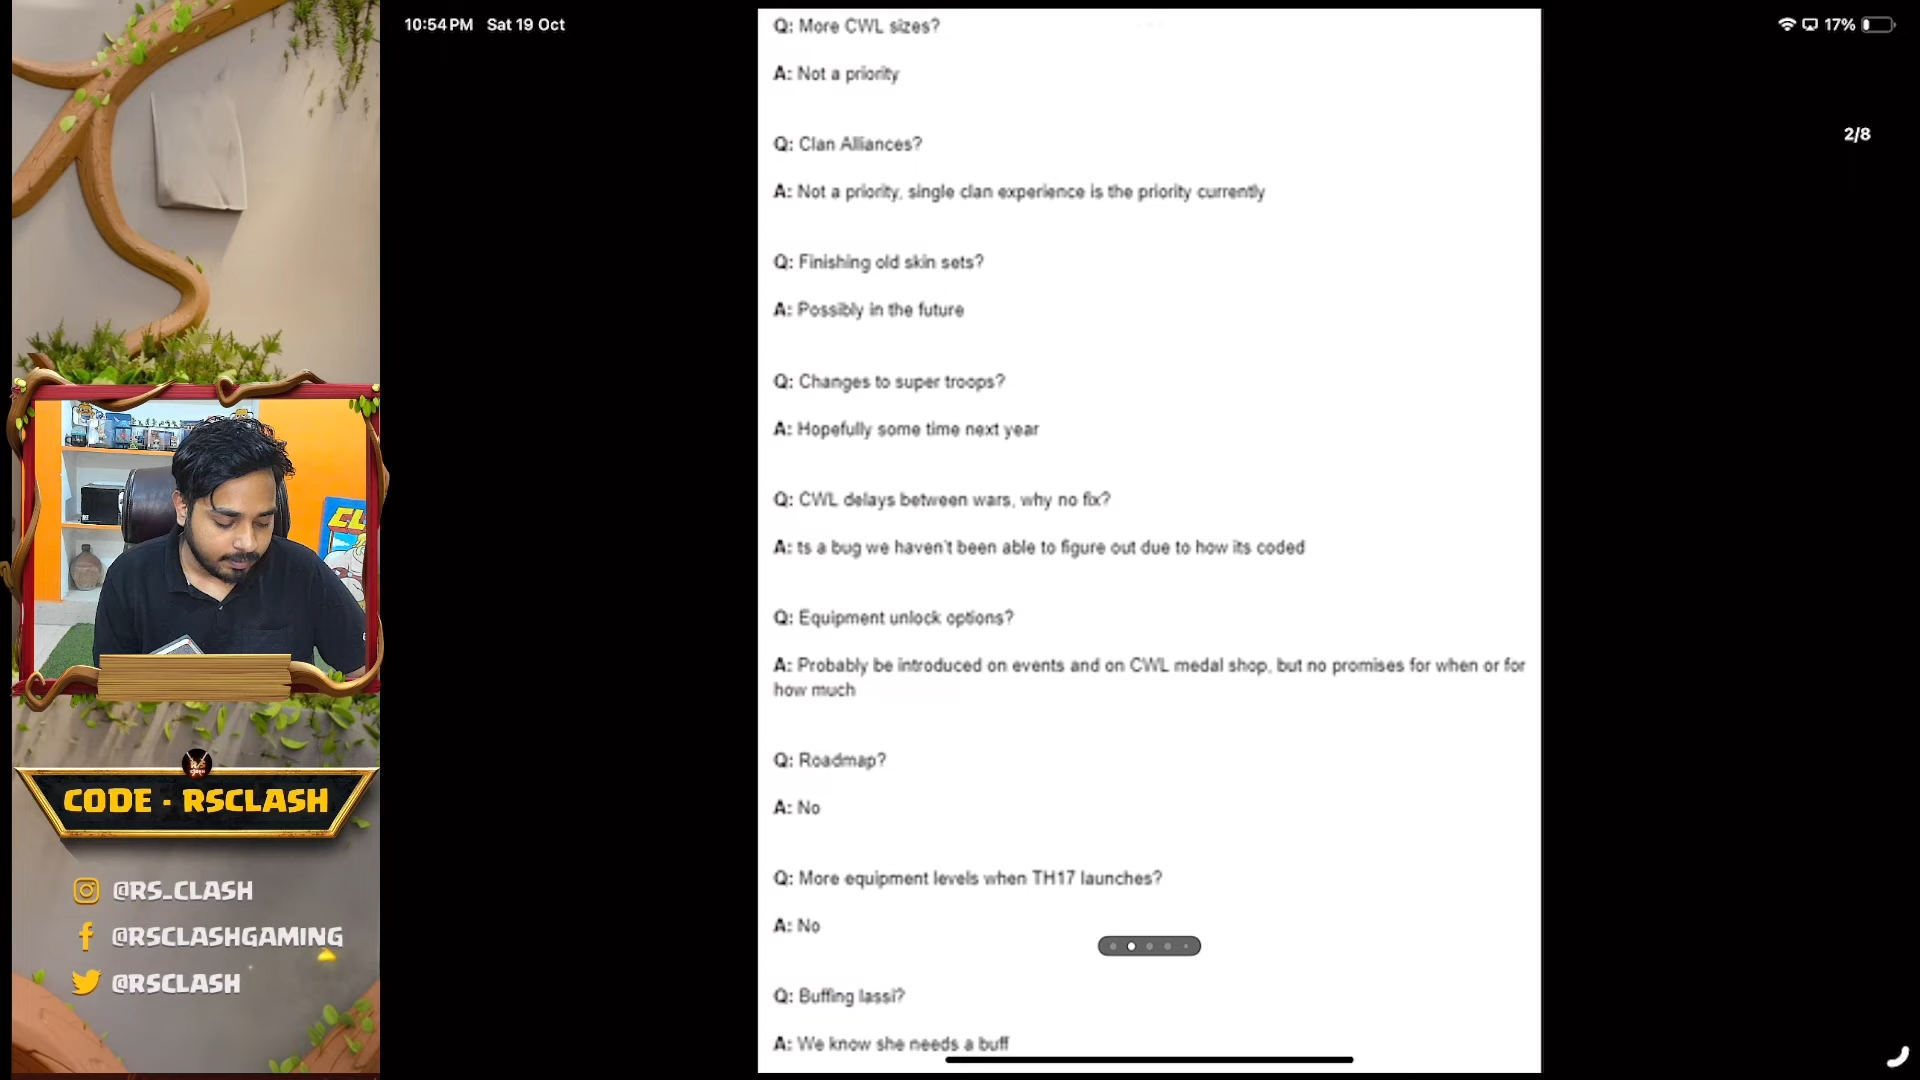 10:54 PM Sat 19 Oct
17%
2/8
Q: More CWL sizes?
A: Not a priority
Q: Clan Alliances?
A: Not a priority, single clan experience is the priority currently
Q: Finishing old skin sets?
A: Possibly in the future
Q: Changes to super troops?
A: Hopefully some time next year
Q: CWL delays between wars, why no fix?
A: ts a bug we haven't been able to figure out due to how its coded
Q: Equipment unlock options?
A: Probably be introduced on events and on CWL medal shop, but no promises for when or for
how much
Q: Roadmap?
A: No
Q: More equipment levels when TH17 launches?
A: No
Q: Buffing lassi?
A: We know she needs a buff
CL
CODE - RSCLASH
@RS_CLASH
@RSCLASHGAMING
@RSCLASH